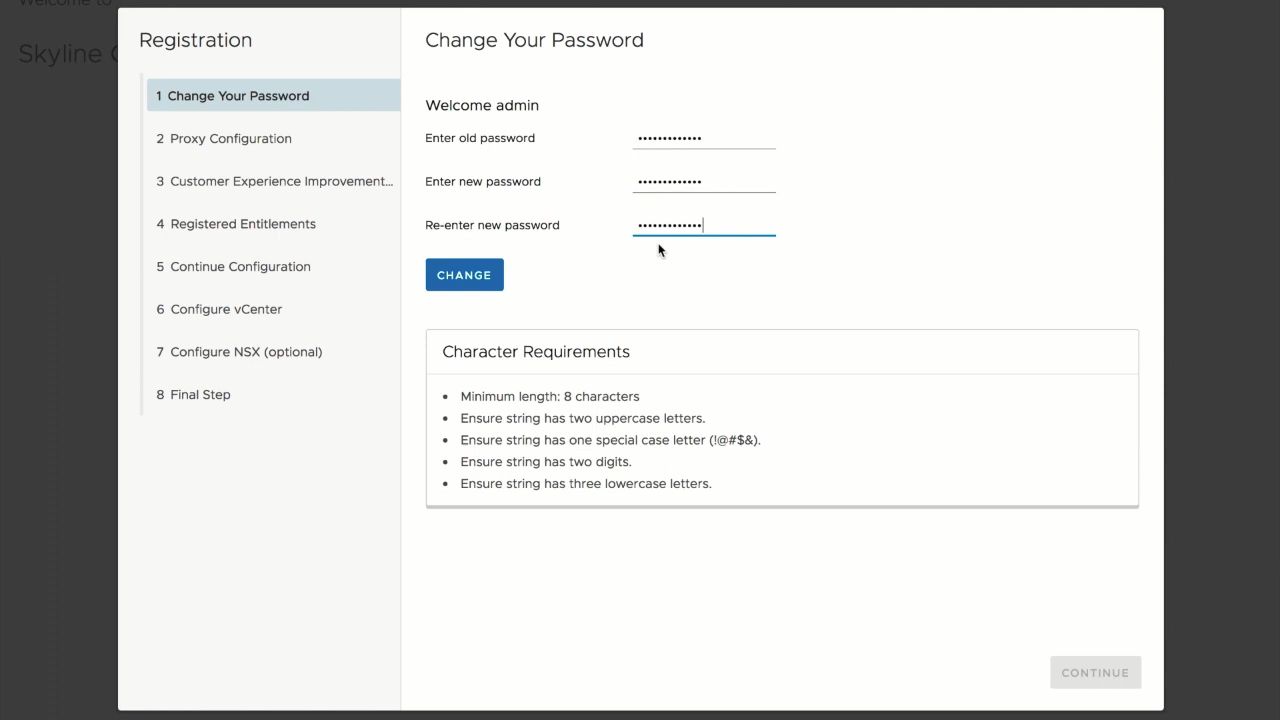 Welcome to
Skyline
Registration
1 Change Your Password
2 Proxy Configuration
3 Customer Experience Improvement...
4 Registered Entitlements
5 Continue Configuration
6 Configure vCenter
7 Configure NSX (optional)
8 Final Step
Change Your Password
Welcome admin
Enter old password •••••••••••••
Enter new password •••••••••••••
Re-enter new password •••••••••••••
CHANGE
Character Requirements
• Minimum length: 8 characters
• Ensure string has two uppercase letters.
• Ensure string has one special case letter (!@#$&).
• Ensure string has two digits.
• Ensure string has three lowercase letters.
CONTINUE